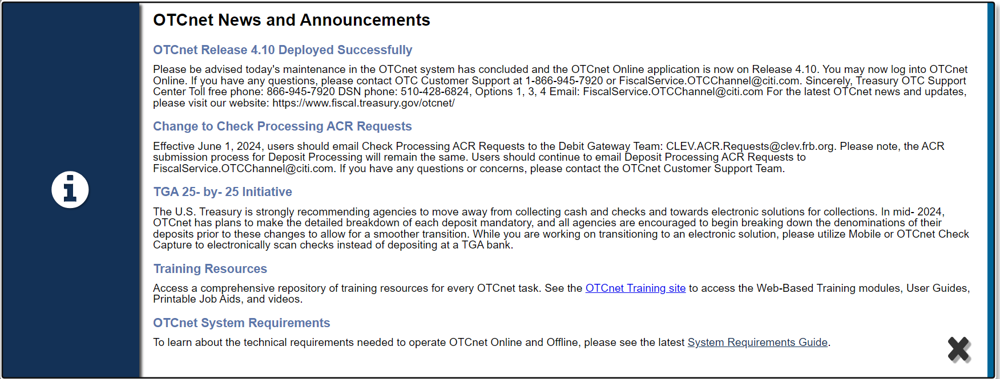 OTCnet News and Announcements
OTCnet Release 4.10 Deployed Successfully
Please be advised today's maintenance in the OTCnet system has concluded and the OTCnet Online application is now on Release 4.10. You may now log into OTCnet
Online. If you have any questions, please contact OTC Customer Support at 1-866-945-7920 or FiscalService.OTCChannel@citi.com. Sincerely, Treasury OTC Support
Center Toll free phone: 866-945-7920 DSN phone: 510-428-6824, Options 1, 3, 4 Email: FiscalService.OTCChannel@citi.com For the latest OTCnet news and updates,
please visit our website: https://www.fiscal.treasury.gov/otcnet/
Change to Check Processing ACR Requests
Effective June 1, 2024, users should email Check Processing ACR Requests to the Debit Gateway Team: CLEV.ACR.Requests@clev.frb.org. Please note, the ACR
submission process for Deposit Processing will remain the same. Users should continue to email Deposit Processing ACR Requests to
FiscalService.OTCChannel@citi.com. If you have any questions or concerns, please contact the OTCnet Customer Support Team.
TGA 25- by- 25 Initiative
The U.S. Treasury is strongly recommending agencies to move away from collecting cash and checks and towards electronic solutions for collections. In mid- 2024,
OTCnet has plans to make the detailed breakdown of each deposit mandatory, and all agencies are encouraged to begin breaking down the denominations of their
deposits prior to these changes to allow for a smoother transition. While you are working on transitioning to an electronic solution, please utilize Mobile or OTCnet Check
Capture to electronically scan checks instead of depositing at a TGA bank.
Training Resources
Access a comprehensive repository of training resources for every OTCnet task. See the OTCnet Training site to access the Web-Based Training modules, User Guides,
Printable Job Aids, and videos.
OTCnet System Requirements
To learn about the technical requirements needed to operate OTCnet Online and Offline, please see the latest System Requirements Guide.